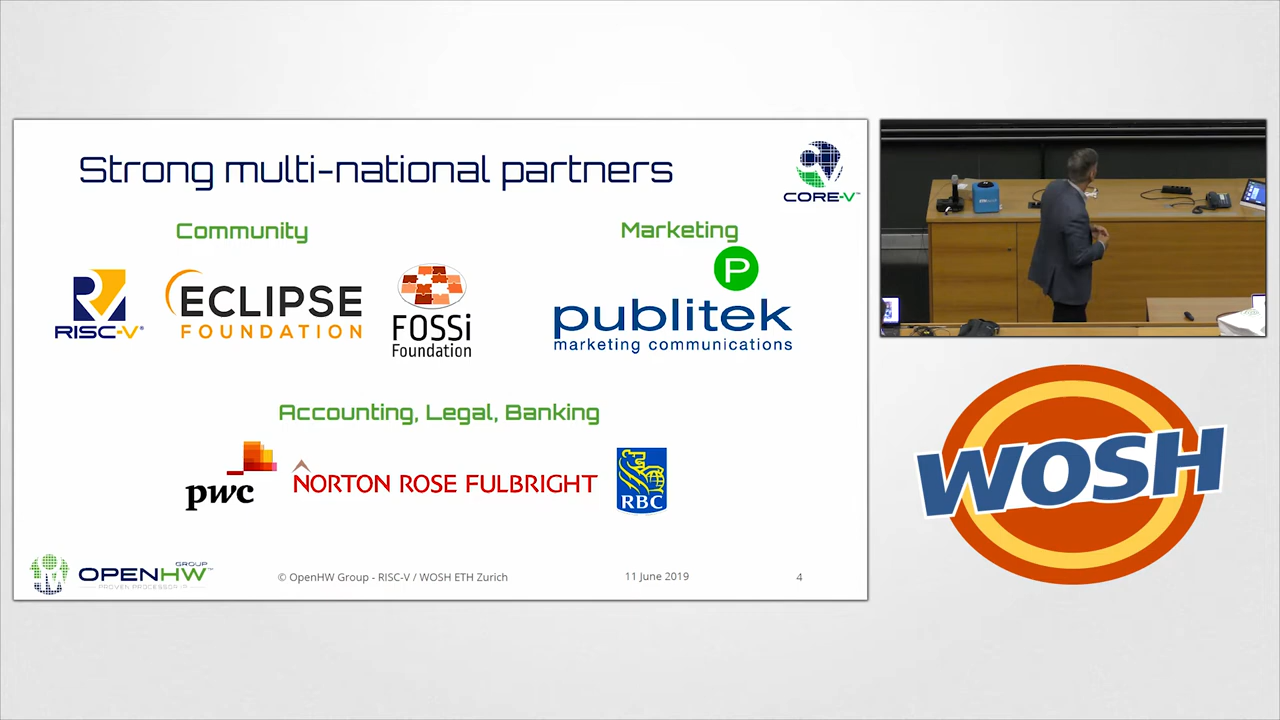 Strong multi-national partners
CORE-V™
Community
Marketing
RISC-V®
ECLIPSE
FOUNDATION
FOSSi
Foundation
P
publitek
marketing communications
Accounting, Legal, Banking
pwc
NORTON ROSE FULBRIGHT
RBC
GROUP
OPENHW™
PROVEN PROCESSOR IP
© OpenHW Group - RISC-V / WOSH ETH Zurich
11 June 2019
4
WOSH